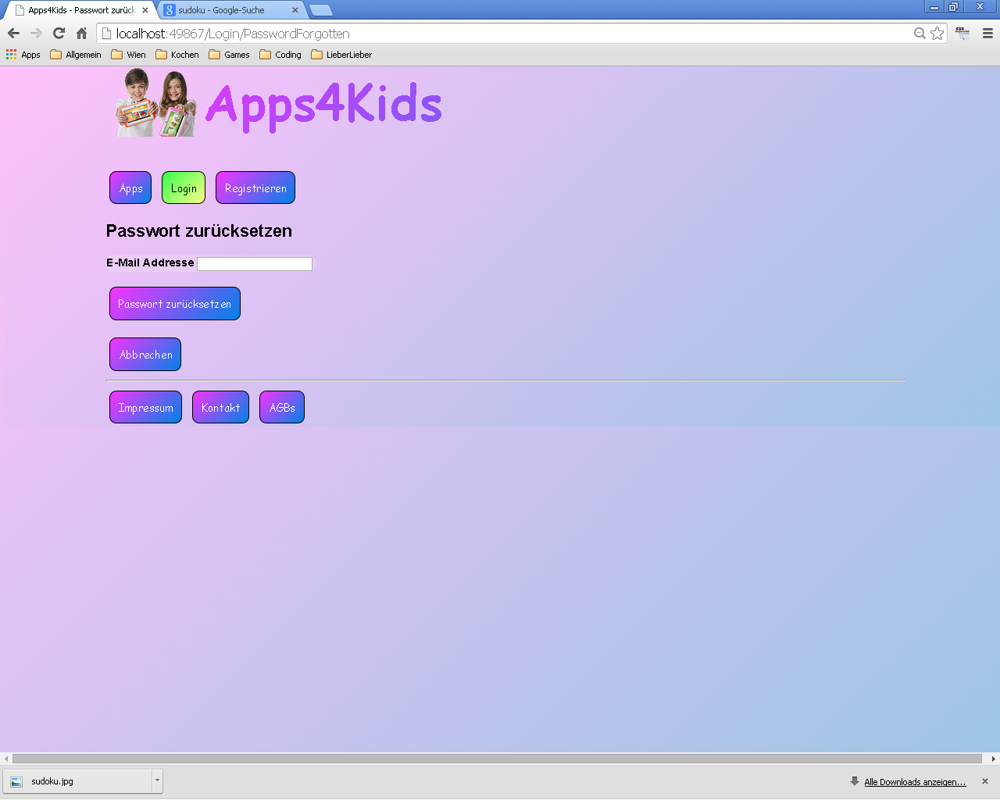 Apps4Kids - Passwort zurück
sudoku - Google-Suche
localhost:49867/Login/PasswordForgotten
Apps Allgemein Wien Kochen Games Coding LieberLieber
Apps4Kids
Apps Login Registrieren
Passwort zurücksetzen
E-Mail Addresse
Passwort zurücksetzen
Abbrechen
Impressum Kontakt AGBs
sudoku.jpg
Alle Downloads anzeigen...